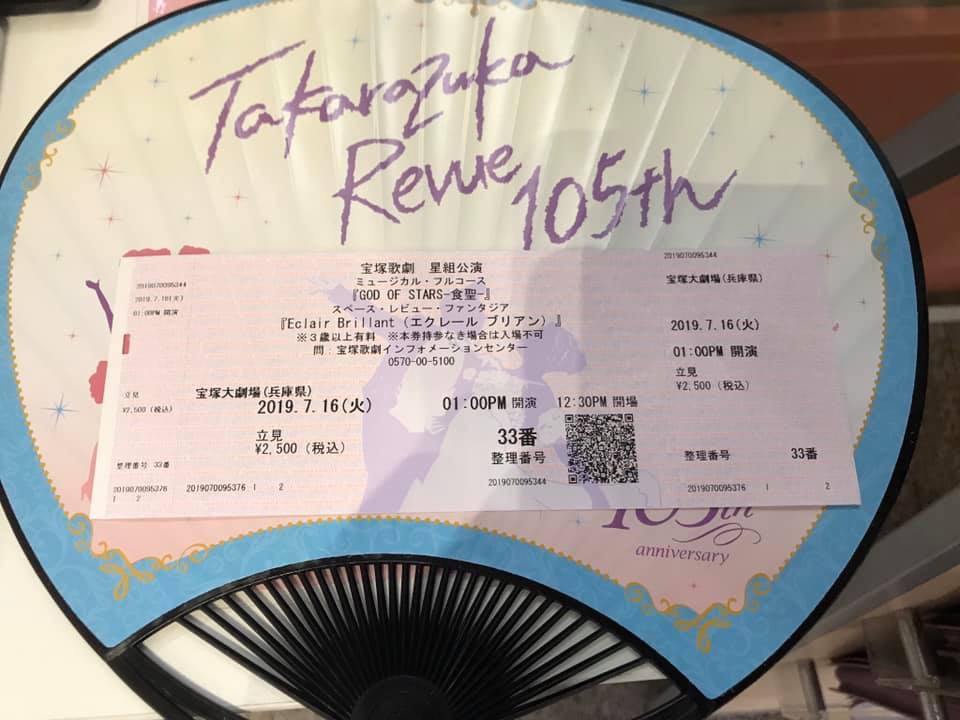 Takarazuka
Revue 105th
2019070095344
2019.7.16(火)
01:00PM 開演
立見
¥2,500 (税込)
整理番号 33番
2019070095376
1 2
宝塚歌劇 星組公演
ミュージカル・フルコース
『GOD OF STARS-食聖-』
スペース・レビュー・ファンタジア
『Eclair Brillant(エクレール ブリアン)』
※3歳以上有料 ※本券持参なき場合は入場不可
問:宝塚歌劇インフォメーションセンター
0570-00-5100
宝塚大劇場(兵庫県)
2019.7.16(火) 01:00PM 開演 12:30PM 開場
立見
¥2,500 (税込)
33番
整理番号
2019070095344
2019070095376 1 2
2019070095344
宝塚大劇場(兵庫県)
2019.7.16(火)
01:00PM 開演
立見
¥2,500 (税込)
整理番号 33番
2019070095376 1 2
105th
anniversary